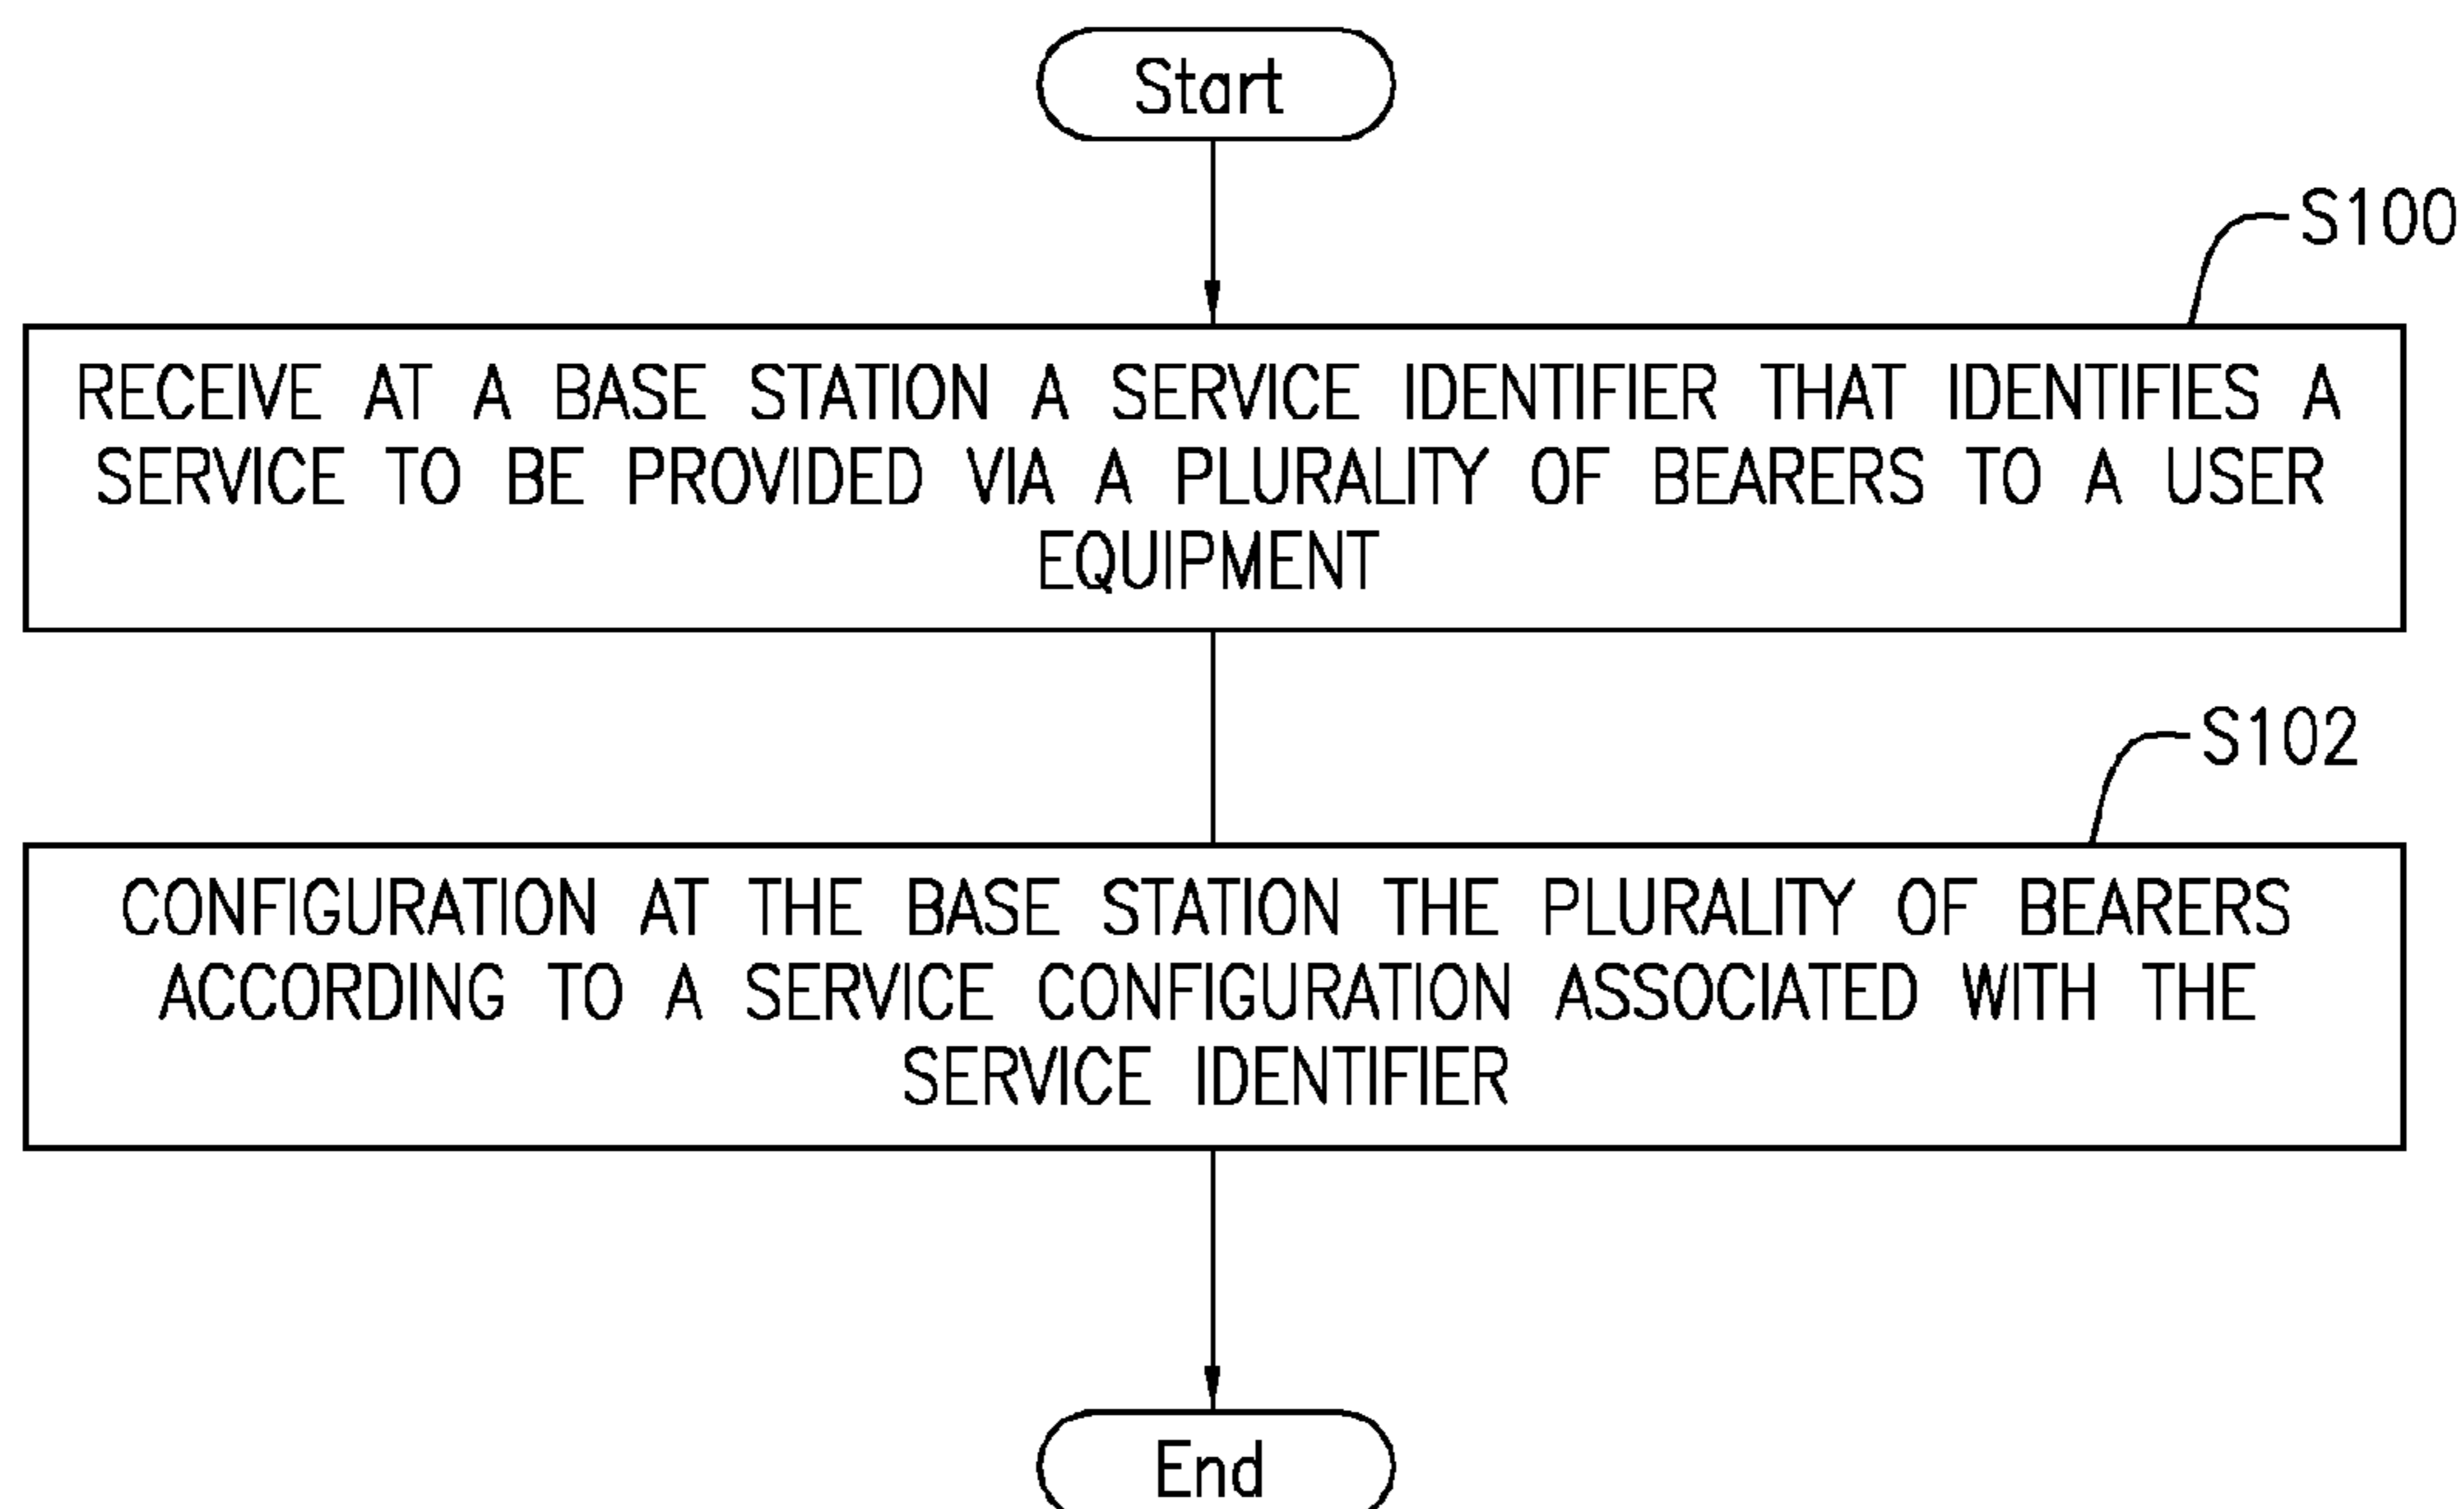 Start
S100
RECEIVE AT A BASE STATION A SERVICE IDENTIFIER THAT IDENTIFIES A
SERVICE TO BE PROVIDED VIA A PLURALITY OF BEARERS TO A USER
EQUIPMENT
S102
CONFIGURATION AT THE BASE STATION THE PLURALITY OF BEARERS
ACCORDING TO A SERVICE CONFIGURATION ASSOCIATED WITH THE
SERVICE IDENTIFIER
End